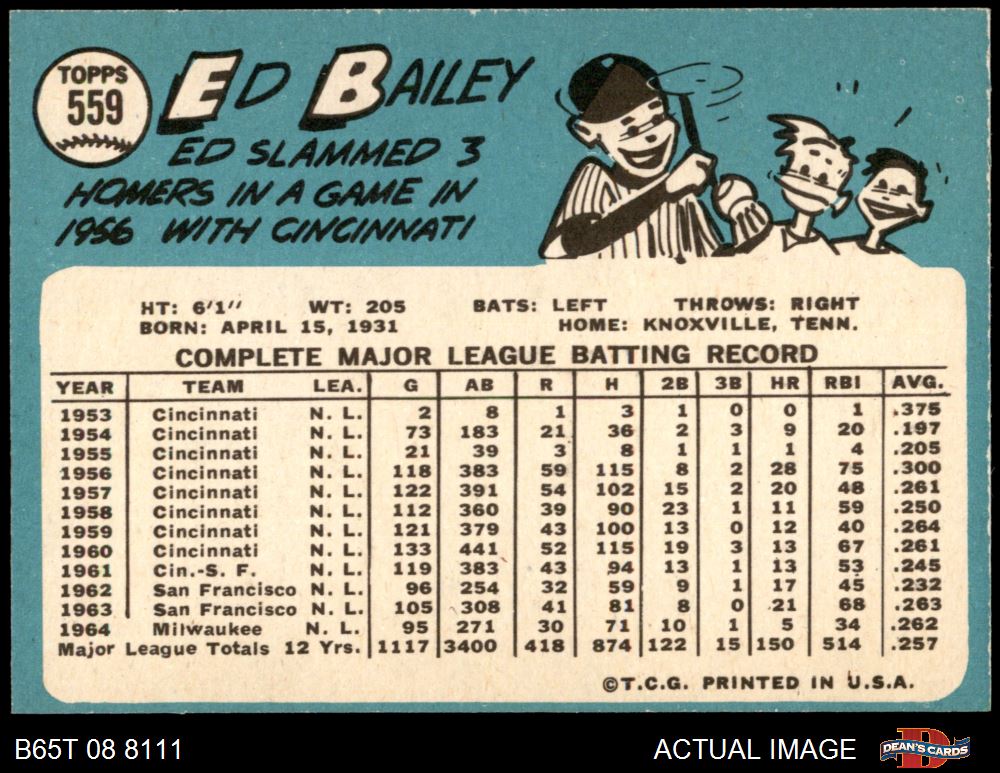 TOPPS
559
ED BAILEY
ED SLAMMED 3
HOMERS IN A GAME IN
1956 WITH CINCINNATI
HT: 6'1" WT: 205 BATS: LEFT THROWS: RIGHT
BORN: APRIL 15, 1931 HOME: KNOXVILLE, TENN.
COMPLETE MAJOR LEAGUE BATTING RECORD
YEAR TEAM LEA. G AB R H 2B 3B HR RBI AVG.
1953 Cincinnati N. L. 2 8 1 3 1 0 0 1 .375
1954 Cincinnati N. L. 73 183 21 36 2 3 9 20 .197
1955 Cincinnati N. L. 21 39 3 8 1 1 1 4 .205
1956 Cincinnati N. L. 118 383 59 115 8 2 28 75 .300
1957 Cincinnati N. L. 122 391 54 102 15 2 20 48 .261
1958 Cincinnati N. L. 112 360 39 90 23 1 11 59 .250
1959 Cincinnati N. L. 121 379 43 100 13 0 12 40 .264
1960 Cincinnati N. L. 133 441 52 115 19 3 13 67 .261
1961 Cin.-S. F. N. L. 119 383 43 94 13 1 13 53 .245
1962 San Francisco N. L. 96 254 32 59 9 1 17 45 .232
1963 San Francisco N. L. 105 308 41 81 8 0 21 68 .263
1964 Milwaukee N. L. 95 271 30 71 10 1 5 34 .262
Major League Totals 12 Yrs. 1117 3400 418 874 122 15 150 514 .257
©T.C.G. PRINTED IN U.S.A.
B65T 08 8111 ACTUAL IMAGE DEAN'S CARDS